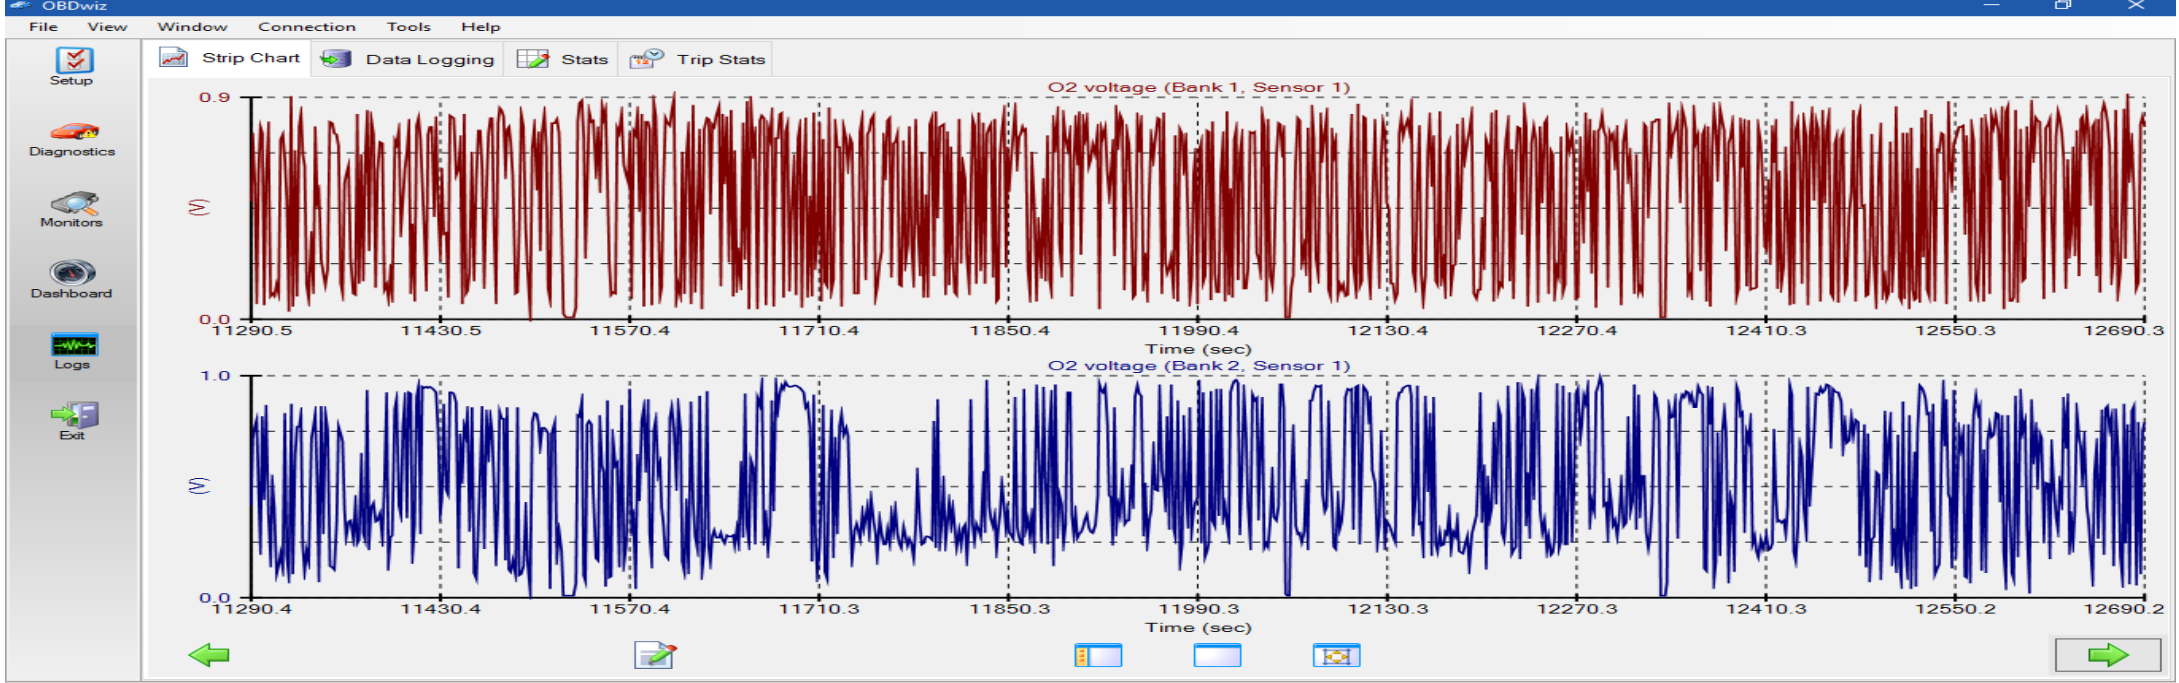 OBDwiz
File View Window Connection Tools Help
Setup
Diagnostics
Monitors
Dashboard
Logs
Exit
Strip Chart Data Logging Stats Trip Stats
O2 voltage (Bank 1, Sensor 1)
0.9
(V)
0.0
11290.5 11430.5 11570.4 11710.4 11850.4 11990.4 12130.4 12270.4 12410.3 12550.3 12690.3
Time (sec)
O2 voltage (Bank 2, Sensor 1)
1.0
(V)
0.0
11290.4 11430.4 11570.4 11710.3 11850.3 11990.3 12130.3 12270.3 12410.3 12550.2 12690.2
Time (sec)